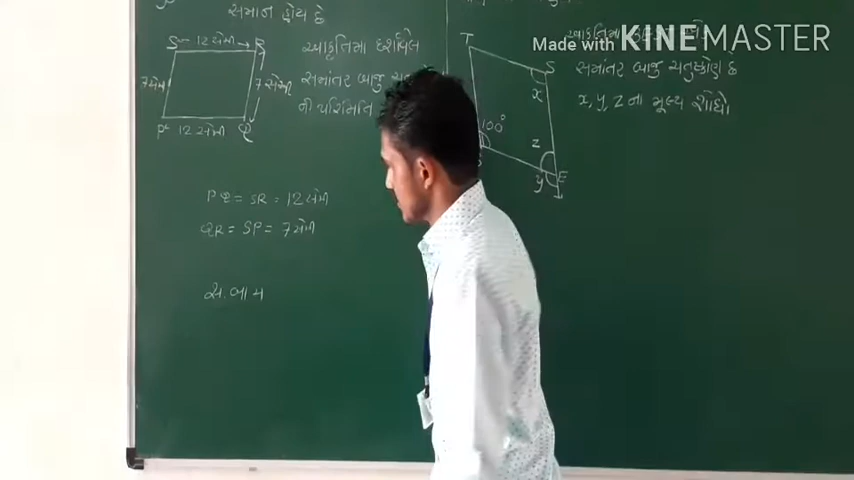 સમાન હોય છે
S 12 સેમી R
7 સેમી
7 સેમી
P 12 સેમી Q
આકૃતિમા દર્શાવેલ
સમાંતર બાજુ
ની પરિમિતિ
PQ = SR = 12 સેમી
QR = SP = 7 સેમી
સ. બા ચ
T
S
x
100°
z
y
E
આકૃતિમા
સમાંતર બાજુ ચતુષ્કોણ છે
x, y, z ના મૂલ્ય શોધો
Made with KINEMASTER